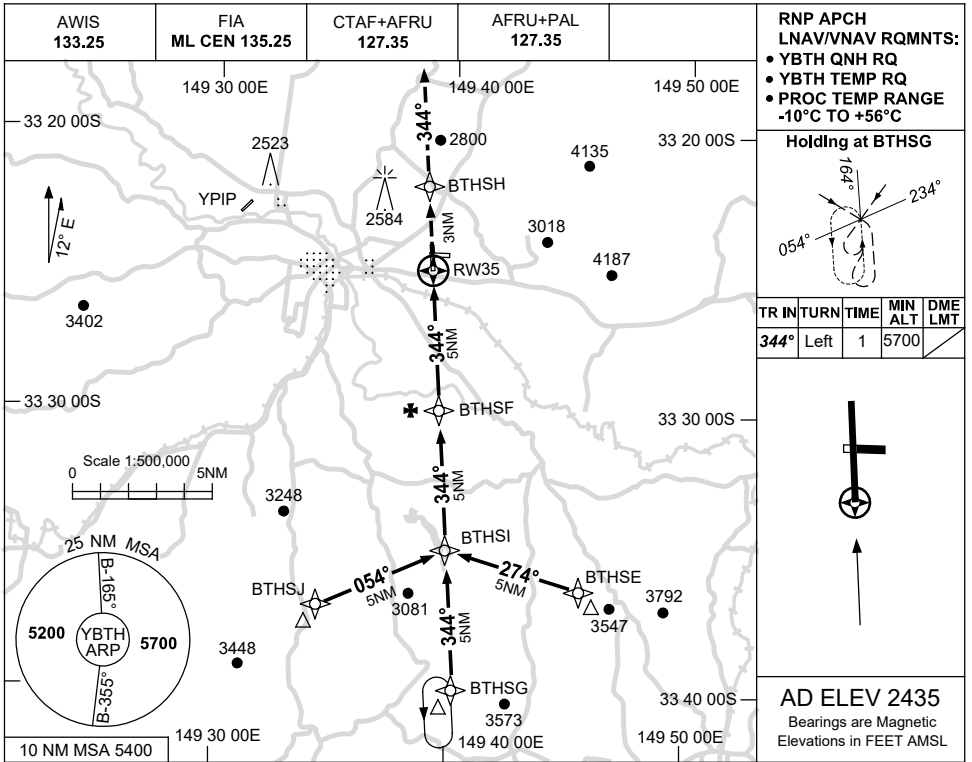 AWIS
133.25
FIA
ML CEN 135.25
CTAF+AFRU
127.35
AFRU+PAL
127.35
RNP APCH
LNAV/VNAV RQMNTS:
• YBTH QNH RQ
• YBTH TEMP RQ
• PROC TEMP RANGE
-10°C TO +56°C
Holding at BTHSG
164°
234°
054°
TR IN TURN TIME MIN ALT DME LMT
344° Left 1 5700
149 30 00E
149 40 00E
149 50 00E
33 20 00S
33 20 00S
344°
2800
2523
4135
BTHSH
YPIP
2584
12° E
3NM
3018
RW35
4187
3402
344°
5NM
33 30 00S
BTHSF
33 30 00S
Scale 1:500,000
0
5NM
344°
5NM
3248
BTHSI
25 NM MSA
B-165°
5200
YBTH
ARP
5700
B-355°
BTHSJ
054°
5NM
3081
274°
5NM
BTHSE
3547
3792
344°
5NM
3448
BTHSG
3573
33 40 00S
149 30 00E
149 40 00E
149 50 00E
10 NM MSA 5400
AD ELEV 2435
Bearings are Magnetic
Elevations in FEET AMSL